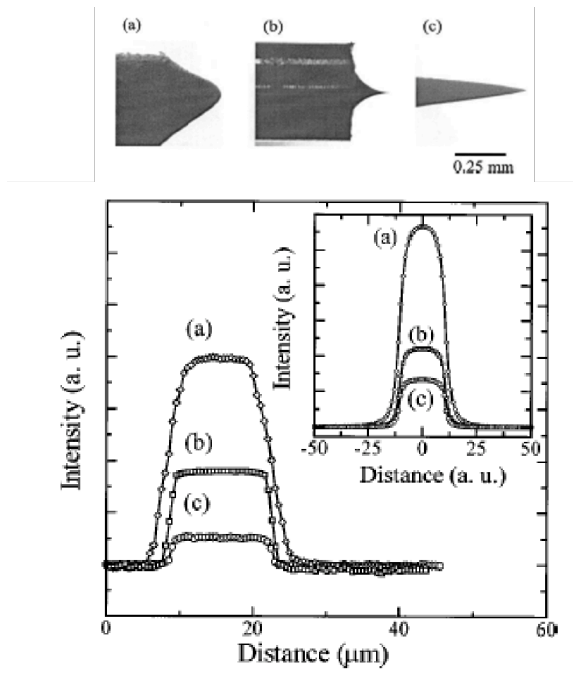 (a)
(b)
(c)
0.25 mm
Intensity (a. u.)
Distance (μm)
0
20
40
60
(a)
(b)
(c)
Intensity (a. u.)
Distance (a. u.)
-50
-25
0
25
50
(a)
(b)
(c)